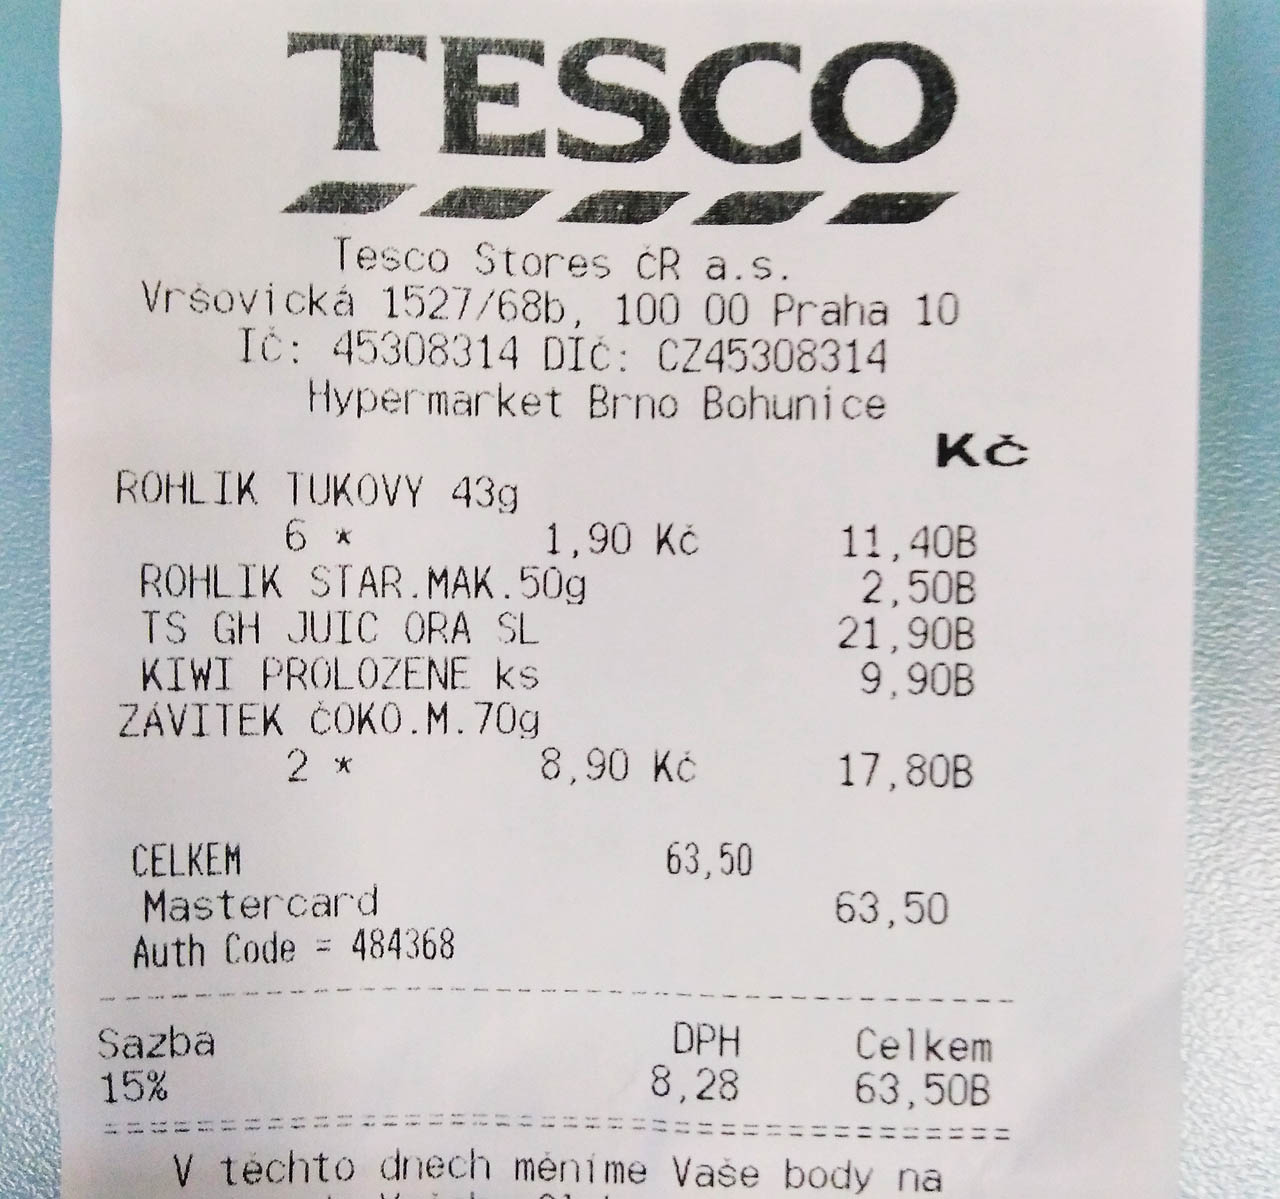 TESCO
Tesco Stores ČR a.s.
Vršovická 1527/68b, 100 00 Praha 10
IČ: 45308314 DIČ: CZ45308314
Hypermarket Brno Bohunice
Kč
ROHLIK TUKOVY 43g
6 * 1,90 Kč 11,40B
ROHLIK STAR.MAK.50g 2,50B
TS GH JUIC ORA SL 21,90B
KIWI PROLOZENE ks 9,90B
ZÁVITEK ČOKO.M.70g
2 * 8,90 Kč 17,80B
CELKEM 63,50
Mastercard 63,50
Auth Code = 484368
Sazba DPH Celkem
15% 8,28 63,50B
V těchto dnech měníme Vaše body na